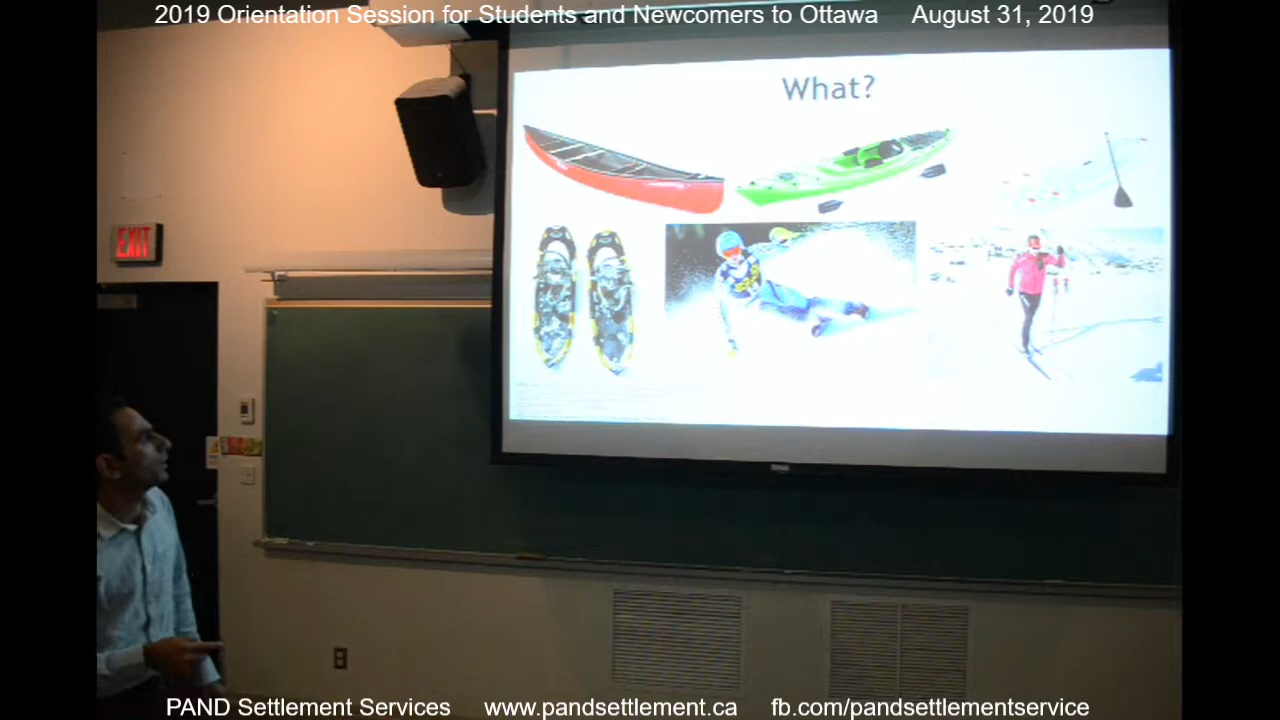 2019 Orientation Session for Students and Newcomers to Ottawa August 31, 2019
What?
EXIT
PAND Settlement Services www.pandsettlement.ca fb.com/pandsettlementservice